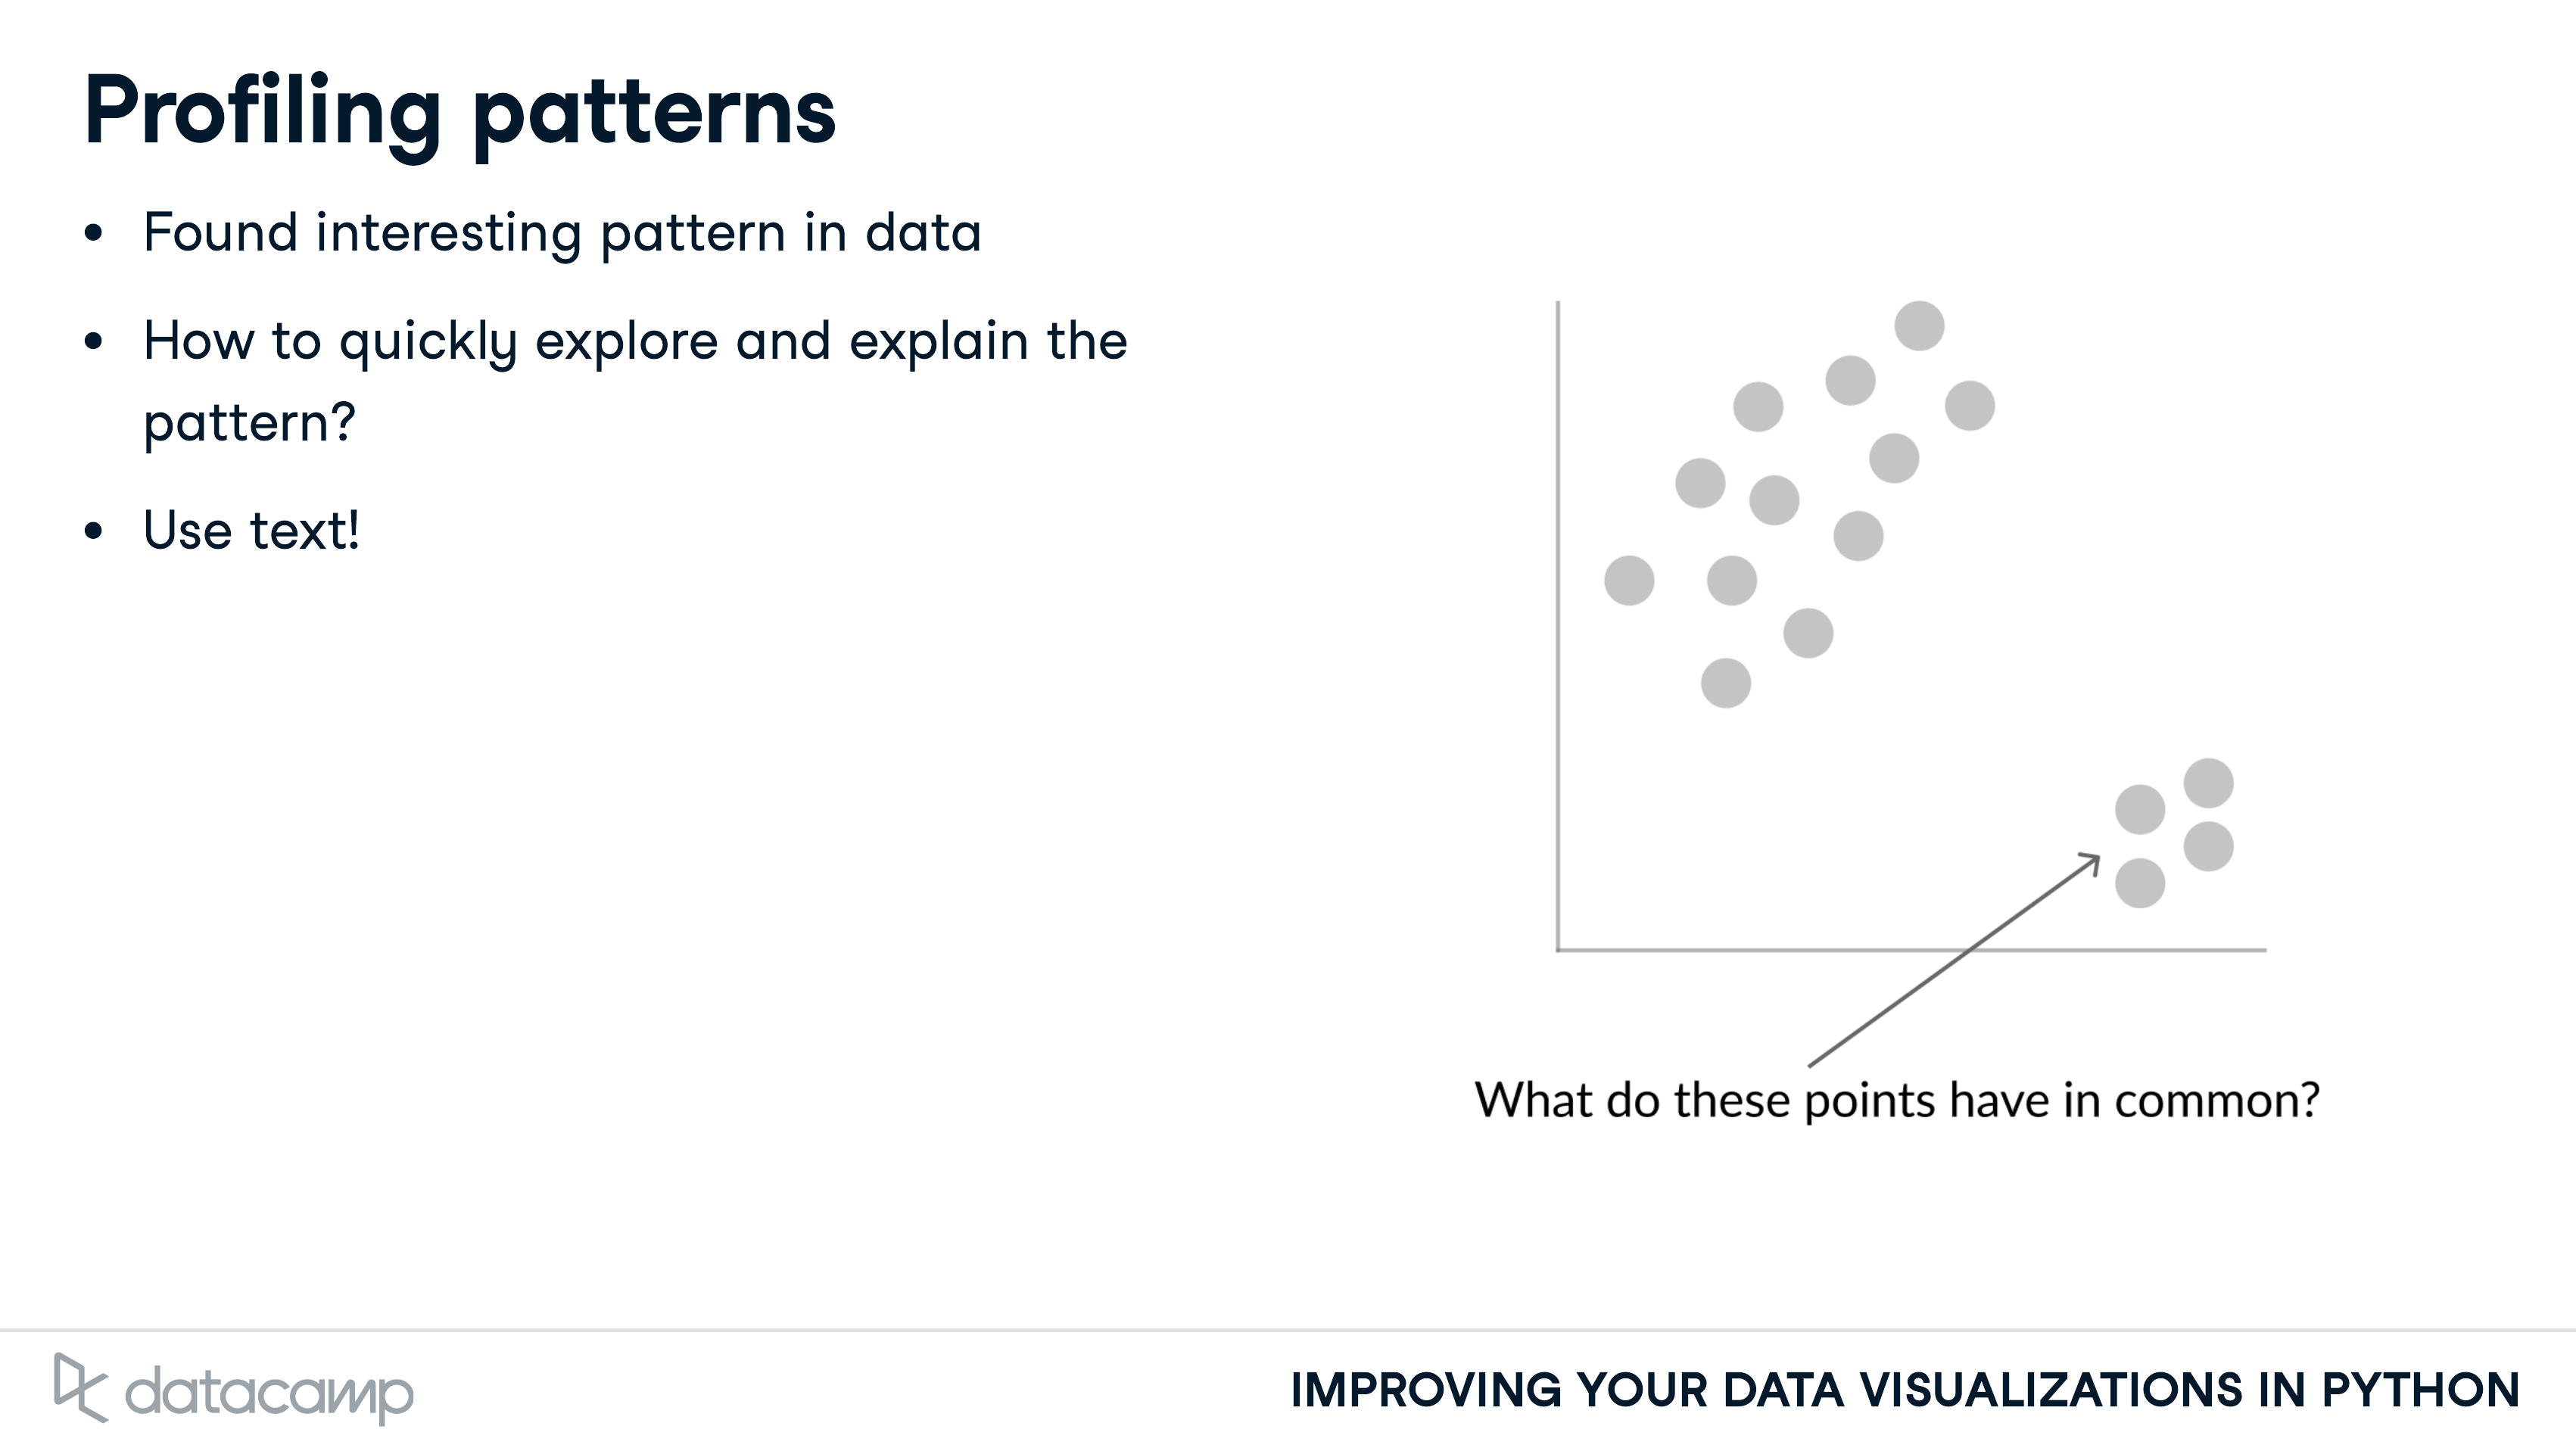 Profiling patterns
• Found interesting pattern in data
• How to quickly explore and explain the
pattern?
• Use text!
What do these points have in common?
datacamp
IMPROVING YOUR DATA VISUALIZATIONS IN PYTHON